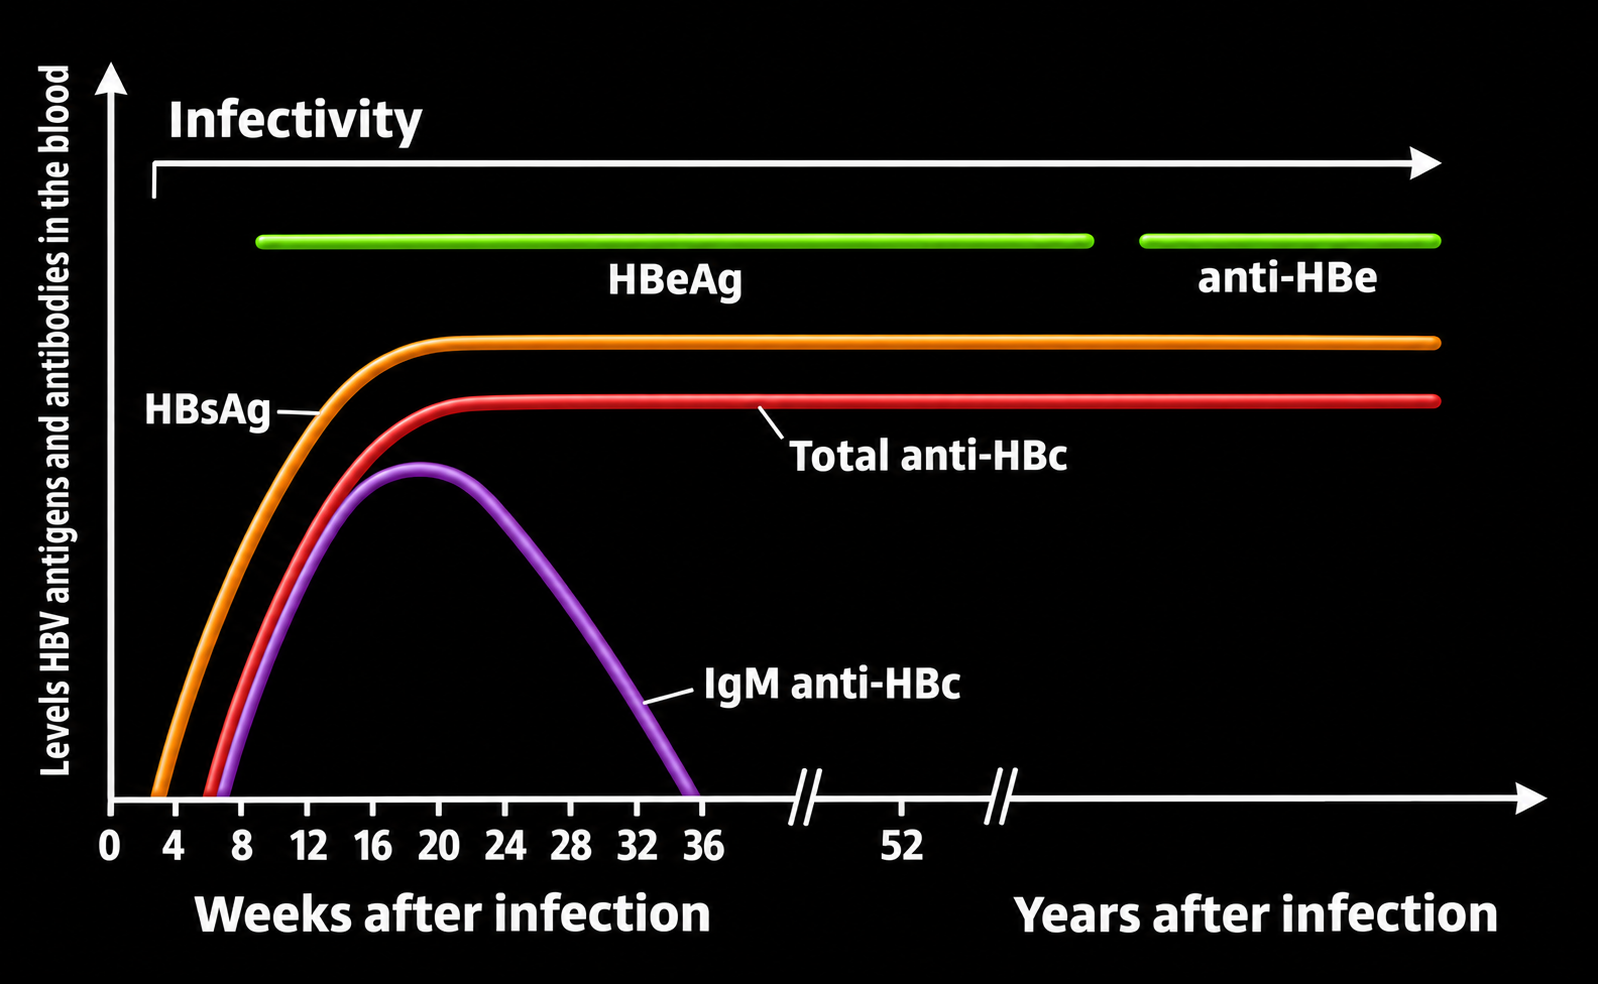 Levels HBV antigens and antibodies in the blood
Infectivity
HBeAg
anti-HBe
HBsAg
Total anti-HBc
IgM anti-HBc
0 4 8 12 16 20 24 28 32 36 52
Weeks after infection
Years after infection